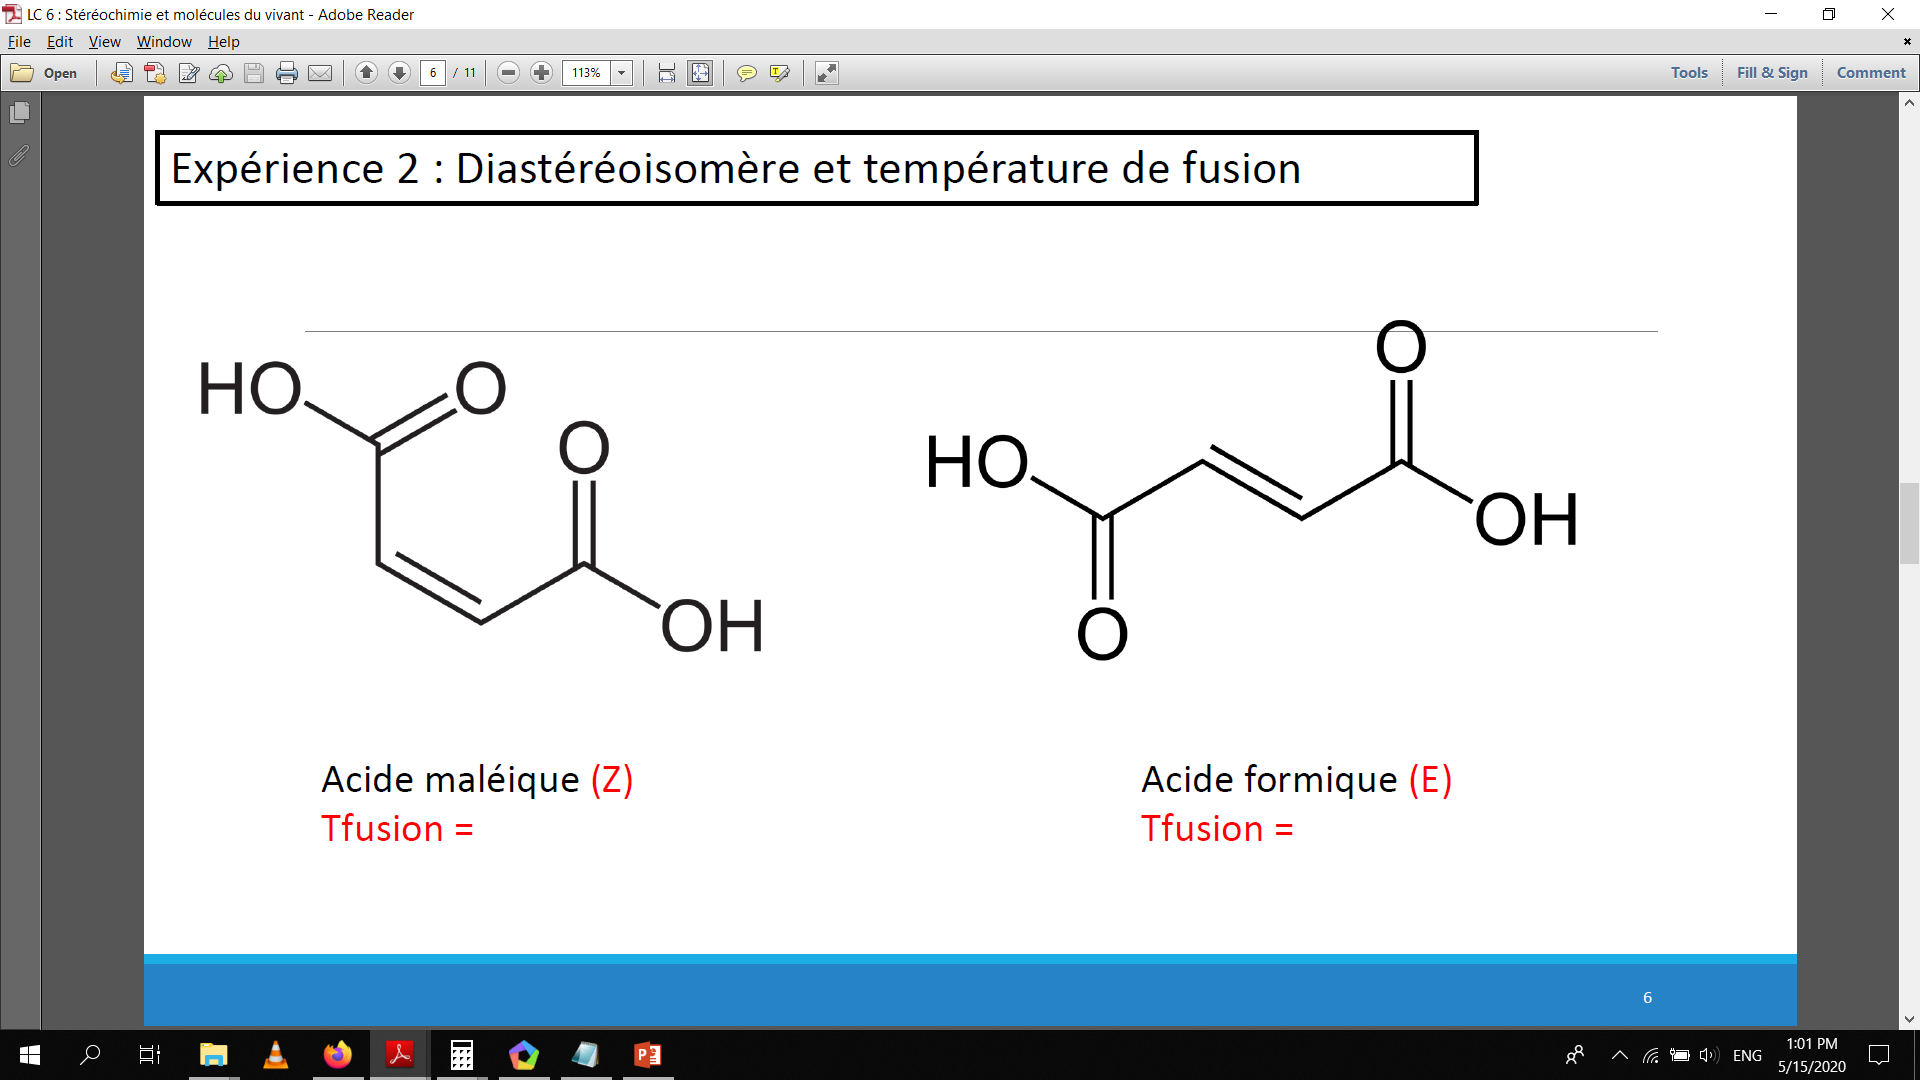 LC 6 : Stéréochimie et molécules du vivant - Adobe Reader
File Edit View Window Help
Open 6 / 11 113% Tools Fill & Sign Comment
Expérience 2 : Diastéréoisomère et température de fusion
HO O
O
OH
O
HO
OH
O
Acide maléique (Z)
Tfusion =
Acide formique (E)
Tfusion =
6
ENG
1:01 PM
5/15/2020